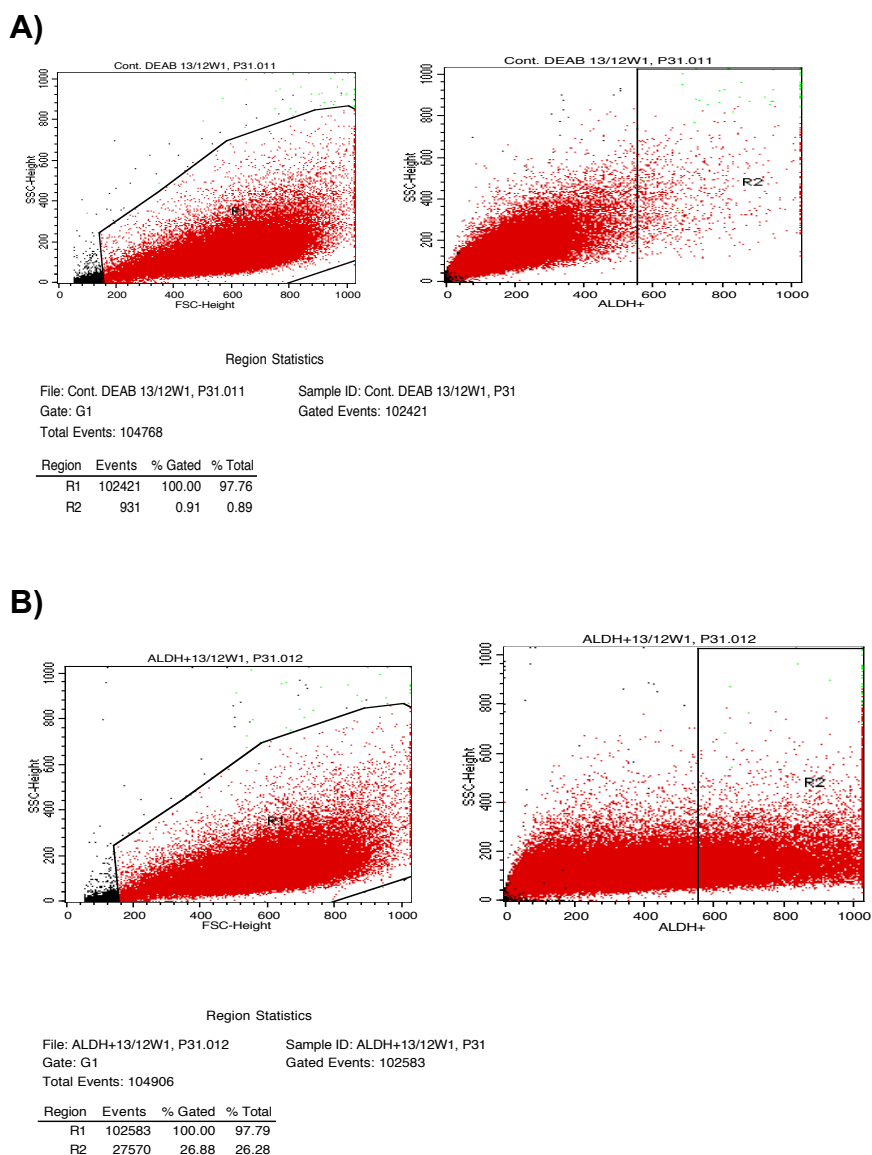 A)
Cont. DEAB 13/12W1, P31.011
SSC-Height
0 200 400 600 800 1000
R1
0 200 400 600 800 1000
FSC-Height
Cont. DEAB 13/12W1, P31.011
SSC-Height
0 200 400 600 800 1000
R2
0 200 400 600 800 1000
ALDH+
Region Statistics
File: Cont. DEAB 13/12W1, P31.011 Sample ID: Cont. DEAB 13/12W1, P31
Gate: G1 Gated Events: 102421
Total Events: 104768
Region Events % Gated % Total
R1 102421 100.00 97.76
R2 931 0.91 0.89
B)
ALDH+13/12W1, P31.012
SSC-Height
0 200 400 600 800 1000
R1
0 200 400 600 800 1000
FSC-Height
ALDH+13/12W1, P31.012
SSC-Height
0 200 400 600 800 1000
R2
0 200 400 600 800 1000
ALDH+
Region Statistics
File: ALDH+13/12W1, P31.012 Sample ID: ALDH+13/12W1, P31
Gate: G1 Gated Events: 102583
Total Events: 104906
Region Events % Gated % Total
R1 102583 100.00 97.79
R2 27570 26.88 26.28